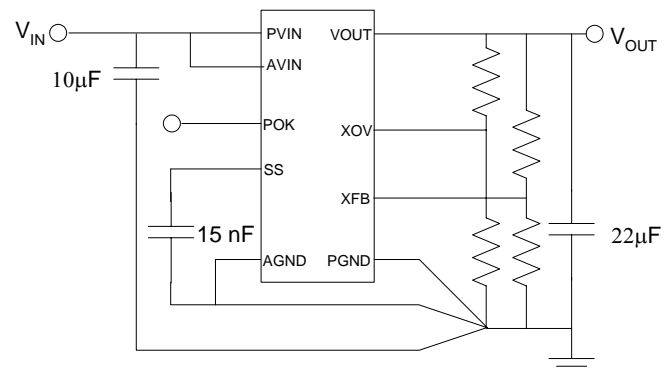 VIN
PVIN
VOUT
VOUT
AVIN
10μF
POK
XOV
SS
XFB
15 nF
22μF
AGND
PGND